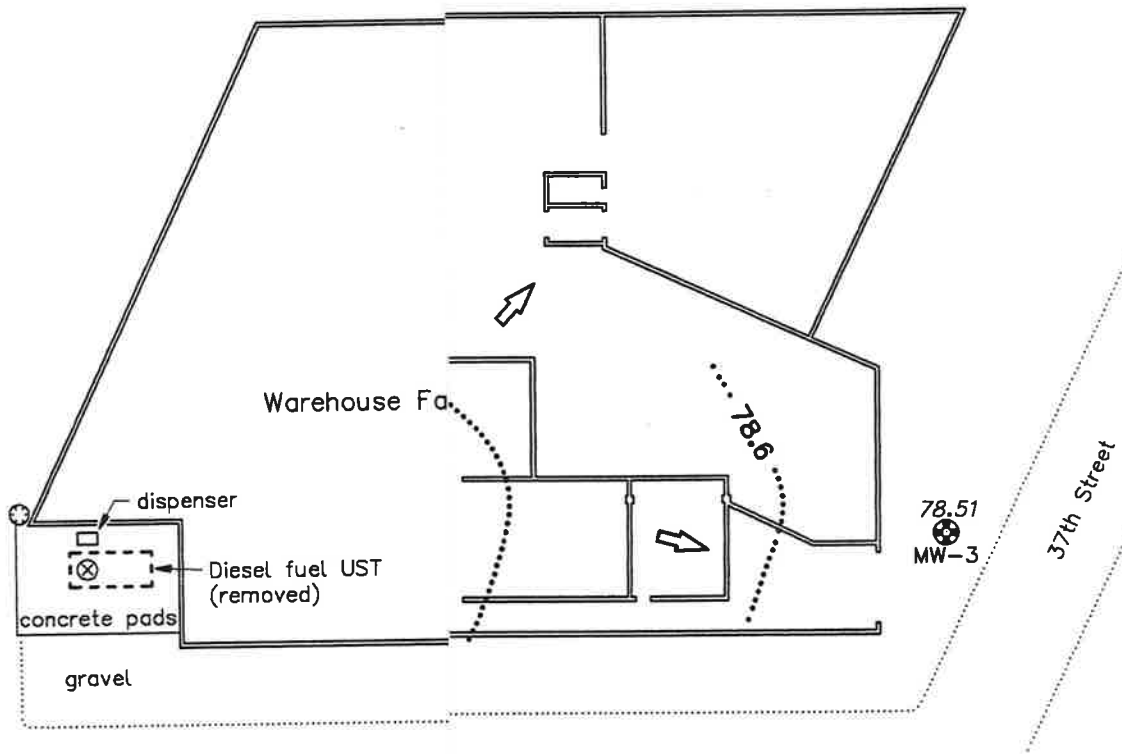 Warehouse Fa
78.6
dispenser
78.51
MW-3
37th Street
Diesel fuel UST
(removed)
concrete pads
gravel